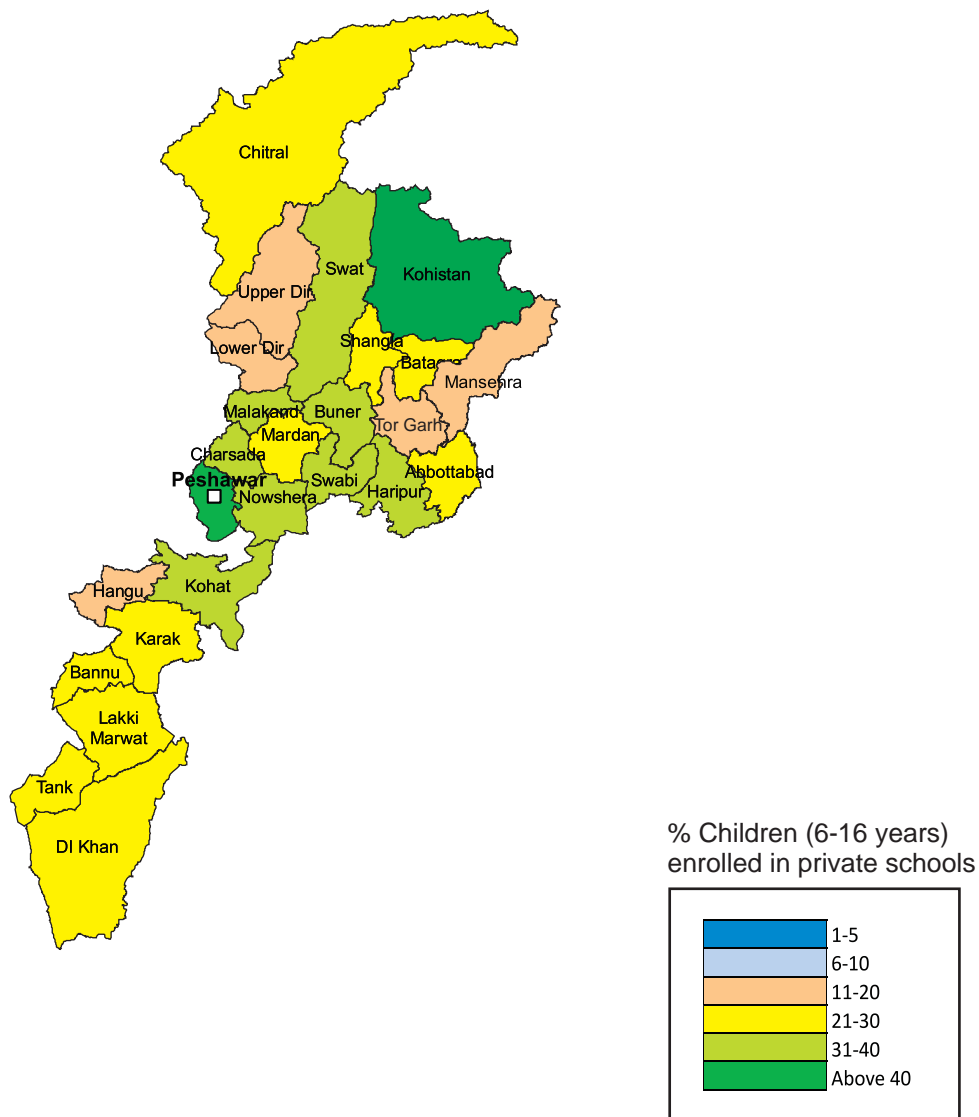 Chitral
Swat
Kohistan
Upper Dir
Shangla
Lower Dir
Mansehra
Malakand
Buner
Tor Garh
Mardan
Charsada
Abbottabad
Peshawar
Swabi
Haripur
Nowshera
Kohat
Hangu
Karak
Bannu
Lakki
Marwat
Tank
DI Khan
% Children (6-16 years)
enrolled in private schools
1-5
6-10
11-20
21-30
31-40
Above 40